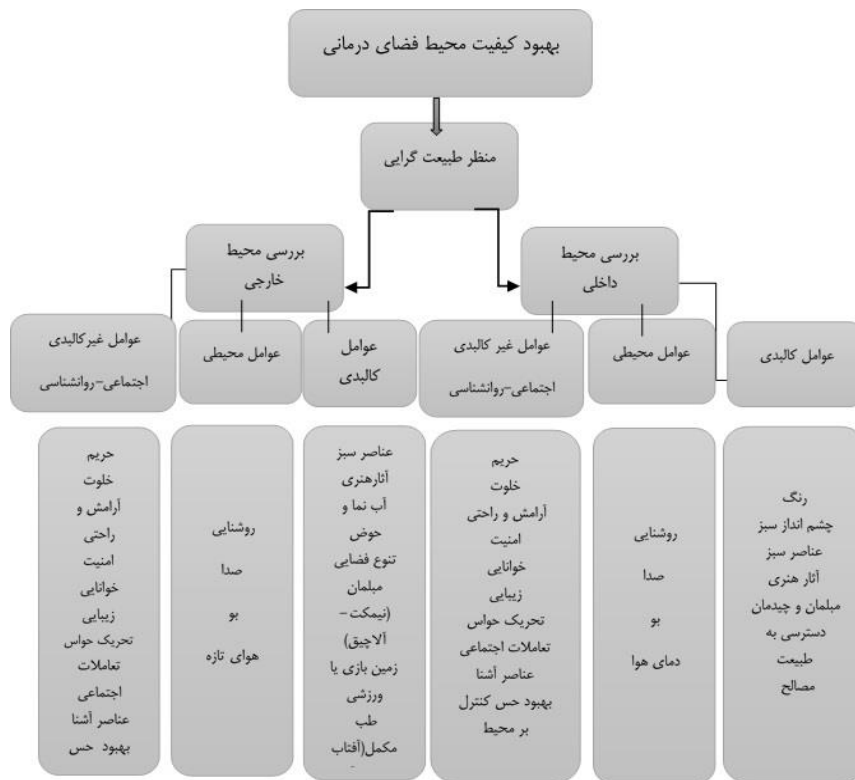 بهبود کیفیت محیط فضای درمانی
منظر طبیعت گرایی
بررسی محیط
داخلی
بررسی محیط
خارجی
عوامل کالبدی
عوامل محیطی
عوامل غیر کالبدی
اجتماعی-روانشناسی
عوامل
کالبدی
عوامل محیطی
عوامل غیرکالبدی
اجتماعی-روانشناسی
رنگ
چشم انداز سبز
عناصر سبز
آثار هنری
مبلمان و چیدمان
دسترسی به
طبیعت
مصالح
روشنایی
صدا
بو
دمای هوا
حریم
خلوت
آرامش و راحتی
امنیت
خوانایی
زیبایی
تحریک حواس
تعاملات اجتماعی
عناصر آشنا
بهبود حس کنترل
بر محیط
عناصر سبز
آثارهنری
آب نما و
حوض
تنوع فضایی
مبلمان
(نیمکت-
آلاچیق)
زمین بازی یا
ورزشی
طب
مکمل(آفتاب
روشنایی
صدا
بو
هوای تازه
حریم
خلوت
آرامش و
راحتی
امنیت
خوانایی
زیبایی
تحریک حواس
تعاملات
اجتماعی
عناصر آشنا
بهبود حس